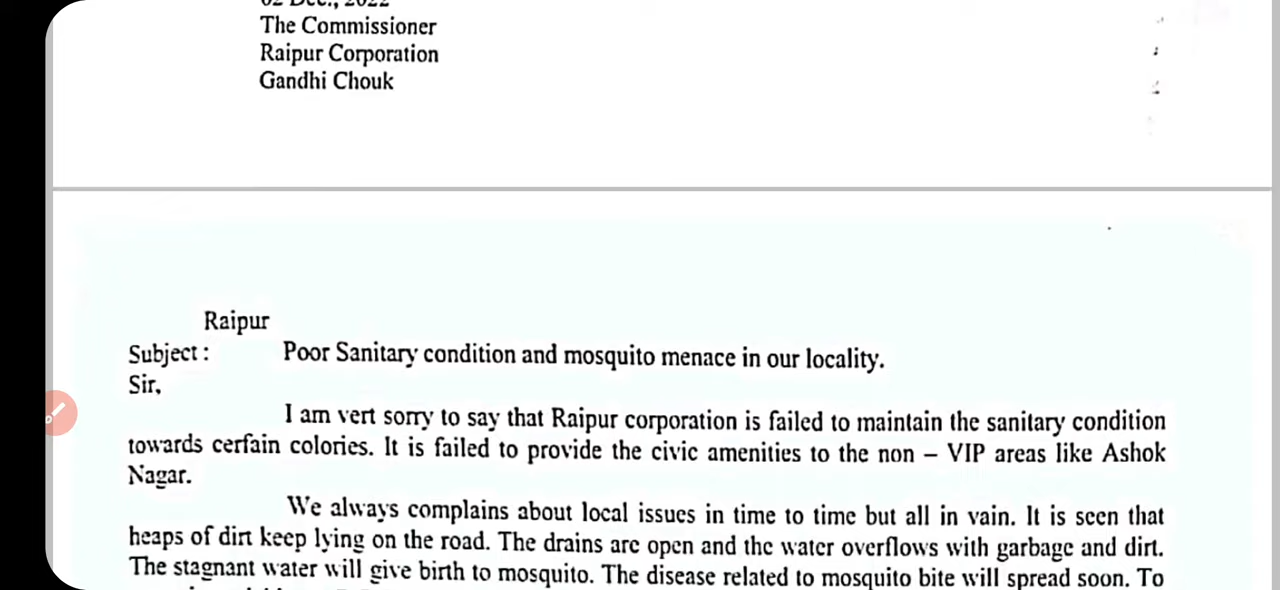 02 Dec., 2022
The Commissioner
Raipur Corporation
Gandhi Chouk
Raipur
Subject : Poor Sanitary condition and mosquito menace in our locality.
Sir,
I am vert sorry to say that Raipur corporation is failed to maintain the sanitary condition
towards cerfain colories. It is failed to provide the civic amenities to the non – VIP areas like Ashok
Nagar.
We always complains about local issues in time to time but all in vain. It is seen that
heaps of dirt keep lying on the road. The drains are open and the water overflows with garbage and dirt.
The stagnant water will give birth to mosquito. The disease related to mosquito bite will spread soon. To